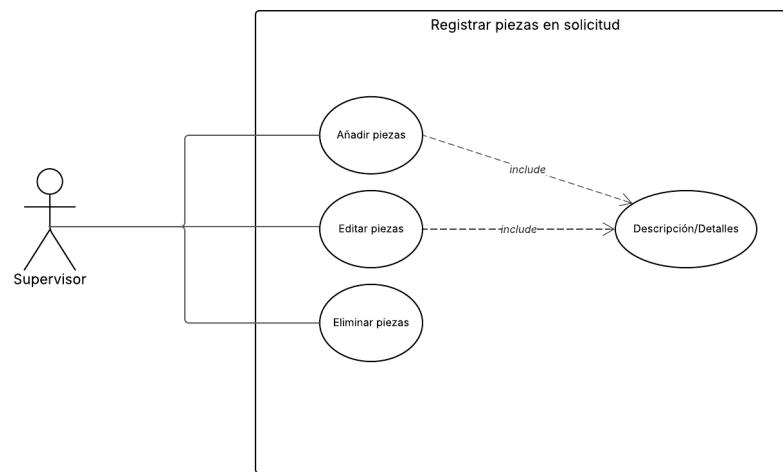 Registrar piezas en solicitud
Añadir piezas
include
Editar piezas
include
Descripción/Detalles
Supervisor
Eliminar piezas